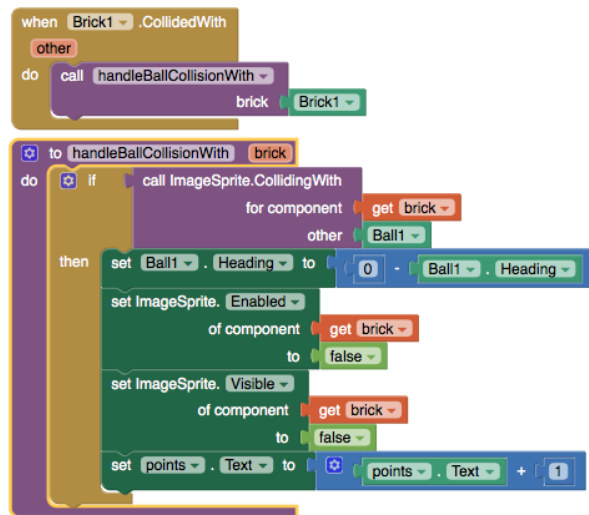 when Brick1 .CollidedWith
other
do call handleBallCollisionWith
brick Brick1
to handleBallCollisionWith brick
do if call ImageSprite.CollidingWith
for component get brick
other Ball1
then set Ball1 . Heading to 0 - Ball1 . Heading
set ImageSprite. Enabled
of component get brick
to false
set ImageSprite. Visible
of component get brick
to false
set points . Text to points . Text + 1